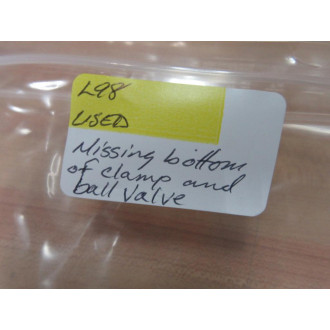 L98
USED
Missing bottom
of clamp and
ball valve